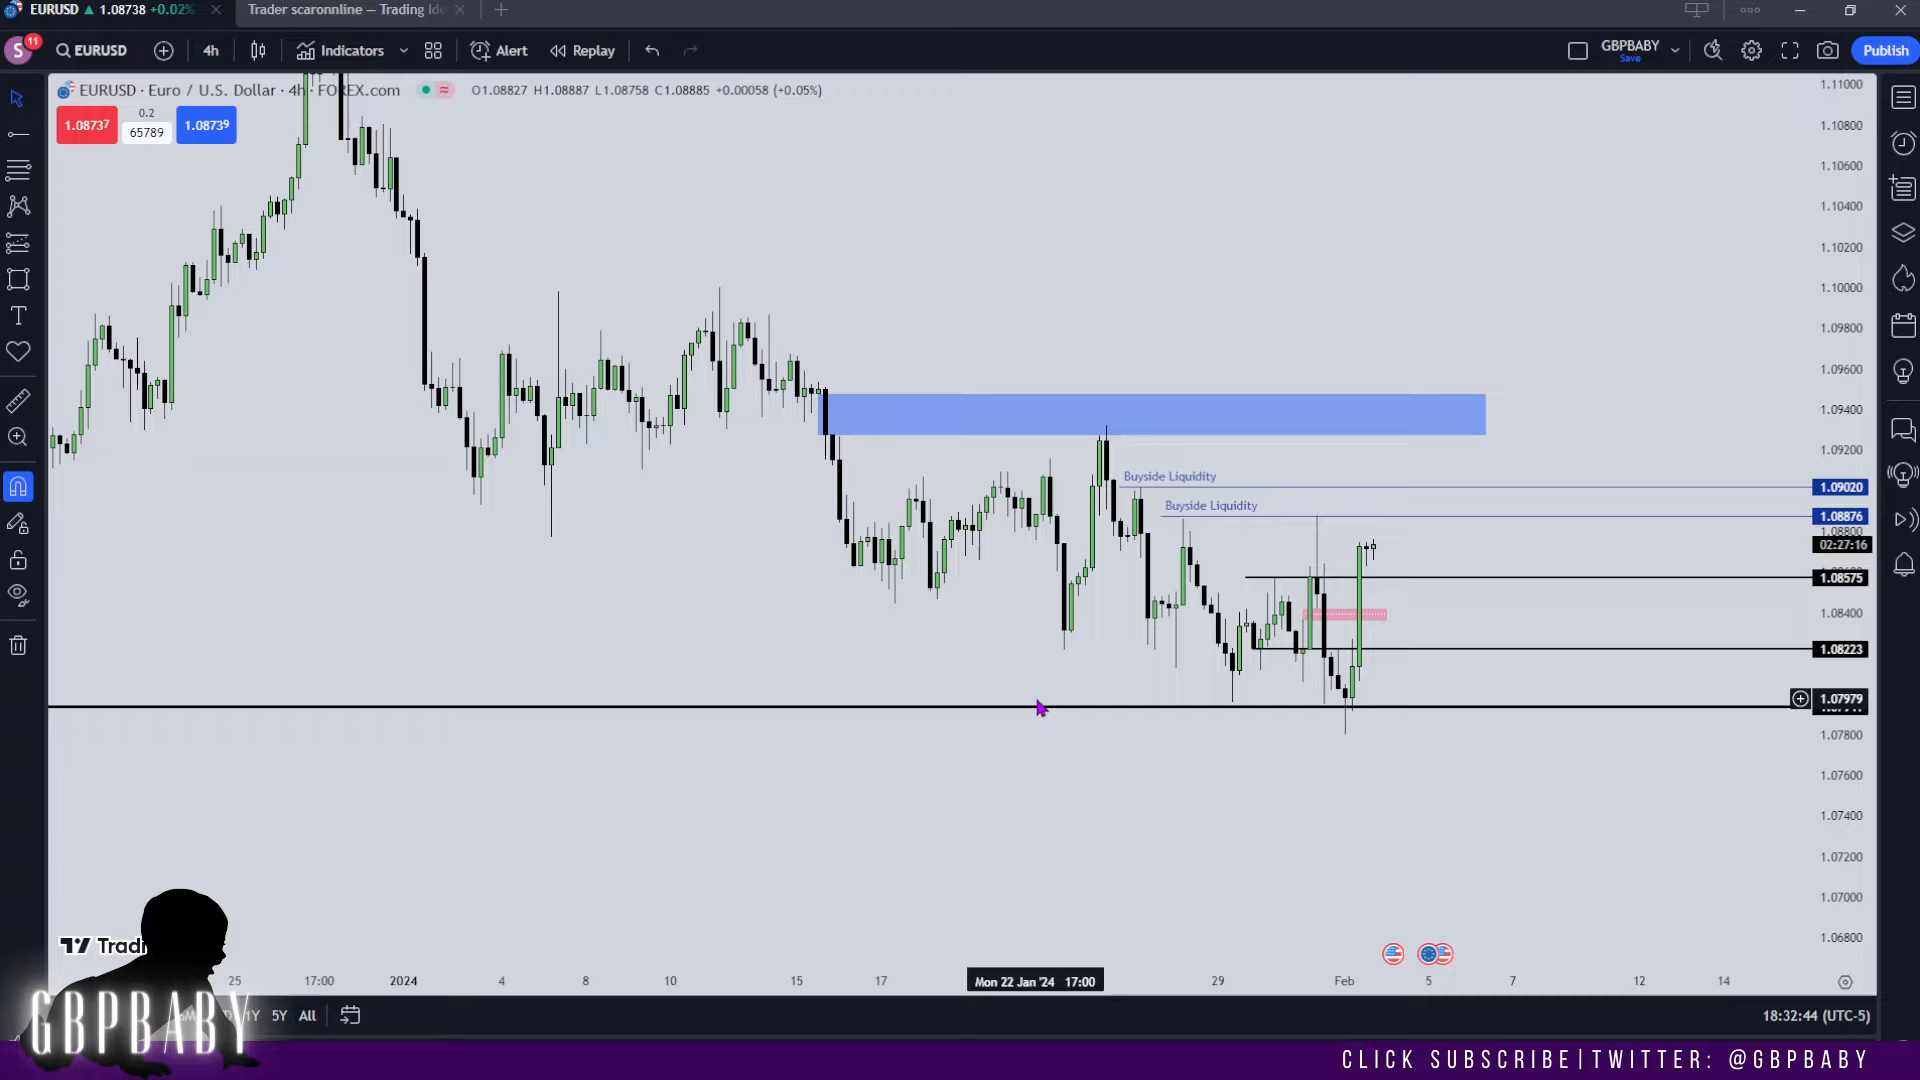 EURUSD ▲ 1.08738 +0.02%
Trader scaronnline — Trading Ide
S 11 EURUSD 4h Indicators Alert Replay GBPBABY Save Publish
EURUSD · Euro / U.S. Dollar · 4h · FOREX.com O1.08827 H1.08887 L1.08758 C1.08885 +0.00058 (+0.05%)
1.08737 0.2 65789 1.08739
1.11000
1.10800
1.10600
1.10400
1.10200
1.10000
1.09800
1.09600
1.09400
1.09200
Buyside Liquidity
1.09020
Buyside Liquidity
1.08876
1.08800
02:27:16
1.08575
1.08400
1.08223
1.07979
1.07800
1.07600
1.07400
1.07200
1.07000
1.06800
Tradi
25 17:00 2024 4 8 10 15 17 Mon 22 Jan '24 17:00 29 Feb 5 7 12 14
1Y 5Y All
18:32:44 (UTC-5)
GBPBABY
CLICK SUBSCRIBE|TWITTER: @GBPBABY